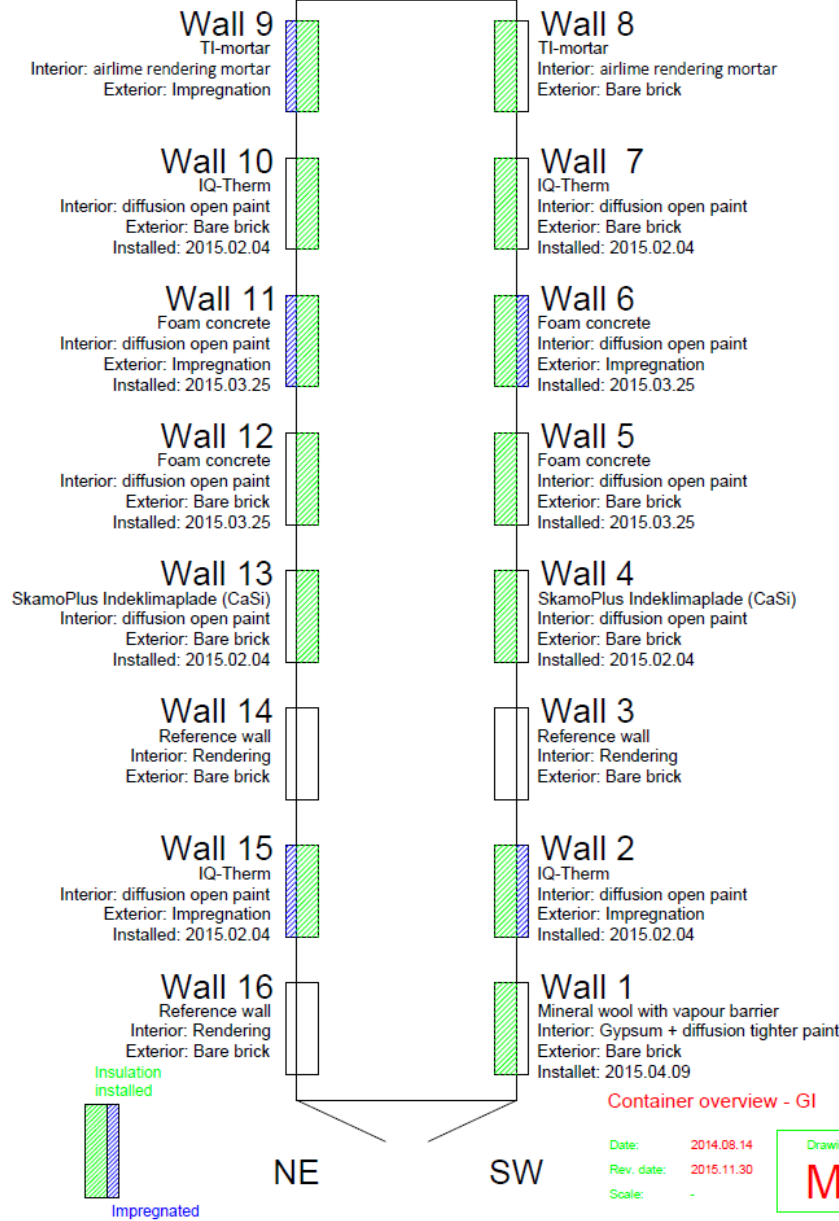 Wall 9
TI-mortar
Interior: airlime rendering mortar
Exterior: Impregnation
Wall 8
TI-mortar
Interior: airlime rendering mortar
Exterior: Bare brick
Wall 10
IQ-Therm
Interior: diffusion open paint
Exterior: Bare brick
Installed: 2015.02.04
Wall 7
IQ-Therm
Interior: diffusion open paint
Exterior: Bare brick
Installed: 2015.02.04
Wall 11
Foam concrete
Interior: diffusion open paint
Exterior: Impregnation
Installed: 2015.03.25
Wall 6
Foam concrete
Interior: diffusion open paint
Exterior: Impregnation
Installed: 2015.03.25
Wall 12
Foam concrete
Interior: diffusion open paint
Exterior: Bare brick
Installed: 2015.03.25
Wall 5
Foam concrete
Interior: diffusion open paint
Exterior: Bare brick
Installed: 2015.03.25
Wall 13
SkamoPlus Indeklimaplade (CaSi)
Interior: diffusion open paint
Exterior: Bare brick
Installed: 2015.02.04
Wall 4
SkamoPlus Indeklimaplade (CaSi)
Interior: diffusion open paint
Exterior: Bare brick
Installed: 2015.02.04
Wall 14
Reference wall
Interior: Rendering
Exterior: Bare brick
Wall 3
Reference wall
Interior: Rendering
Exterior: Bare brick
Wall 15
IQ-Therm
Interior: diffusion open paint
Exterior: Impregnation
Installed: 2015.02.04
Wall 2
IQ-Therm
Interior: diffusion open paint
Exterior: Impregnation
Installed: 2015.02.04
Wall 16
Reference wall
Interior: Rendering
Exterior: Bare brick
Wall 1
Mineral wool with vapour barrier
Interior: Gypsum + diffusion tighter paint
Exterior: Bare brick
Installet: 2015.04.09
Insulation
installed
Impregnated
NE
SW
Container overview - GI
Date: 2014.08.14
Rev. date: 2015.11.30
Scale: -
Drawi
M